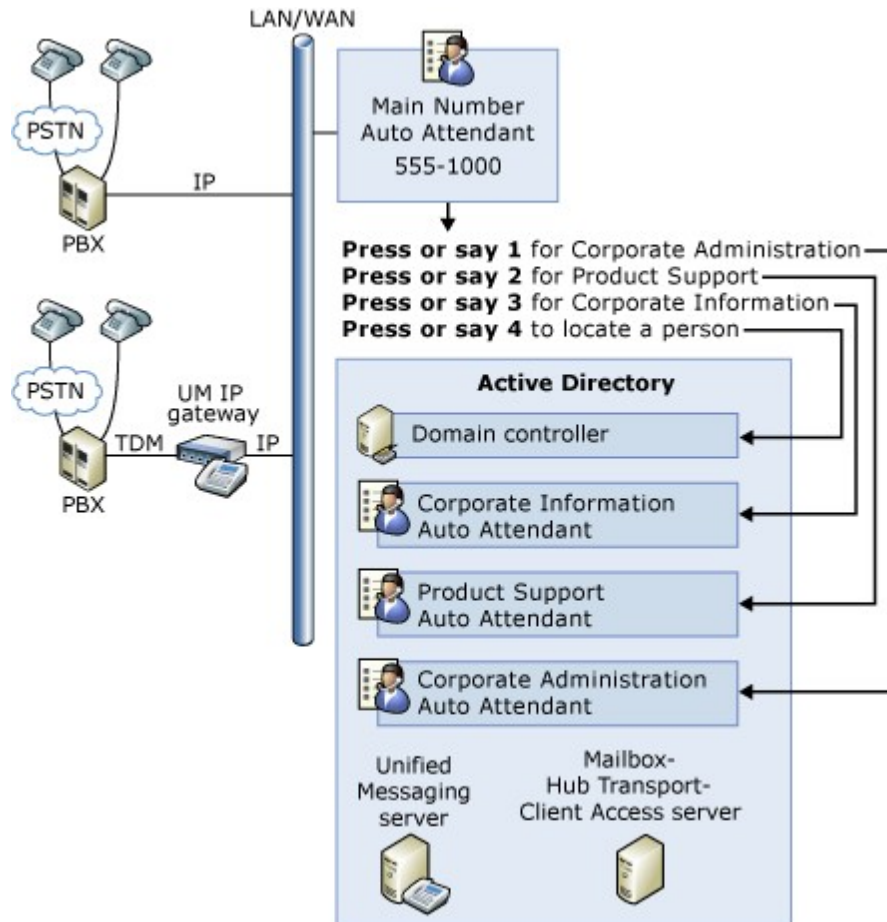 LAN/WAN
Main Number
Auto Attendant
555-1000
PSTN
IP
PBX
Press or say 1 for Corporate Administration
Press or say 2 for Product Support
Press or say 3 for Corporate Information
Press or say 4 to locate a person
PSTN
UM IP
gateway
TDM
IP
PBX
Active Directory
Domain controller
Corporate Information
Auto Attendant
Product Support
Auto Attendant
Corporate Administration
Auto Attendant
Unified
Messaging
server
Mailbox-
Hub Transport-
Client Access server